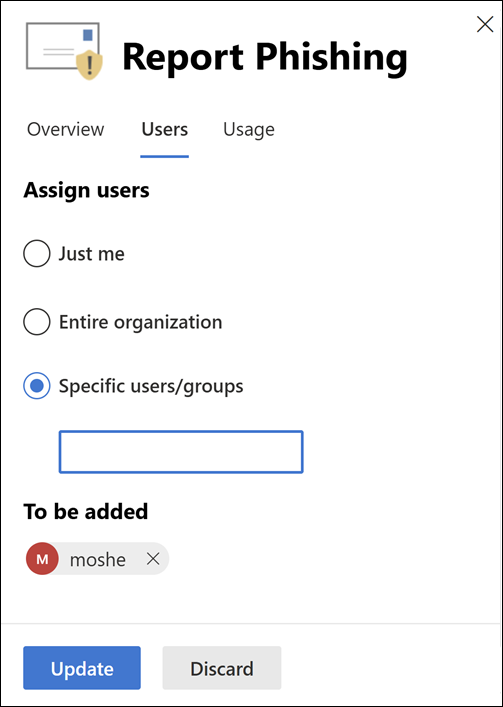 Report Phishing
Overview Users Usage
Assign users
Just me
Entire organization
Specific users/groups
To be added
M moshe
Update Discard